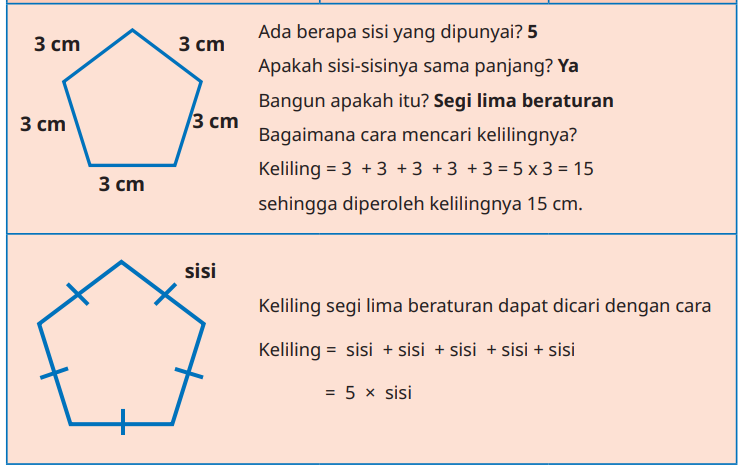 3 cm
3 cm
3 cm
3 cm
3 cm
Ada berapa sisi yang dipunyai? 5
Apakah sisi-sisinya sama panjang? Ya
Bangun apakah itu? Segi lima beraturan
Bagaimana cara mencari kelilingnya?
Keliling = 3 + 3 + 3 + 3 + 3 = 5 x 3 = 15
sehingga diperoleh kelilingnya 15 cm.
sisi
Keliling segi lima beraturan dapat dicari dengan cara
Keliling = sisi + sisi + sisi + sisi + sisi
= 5 × sisi